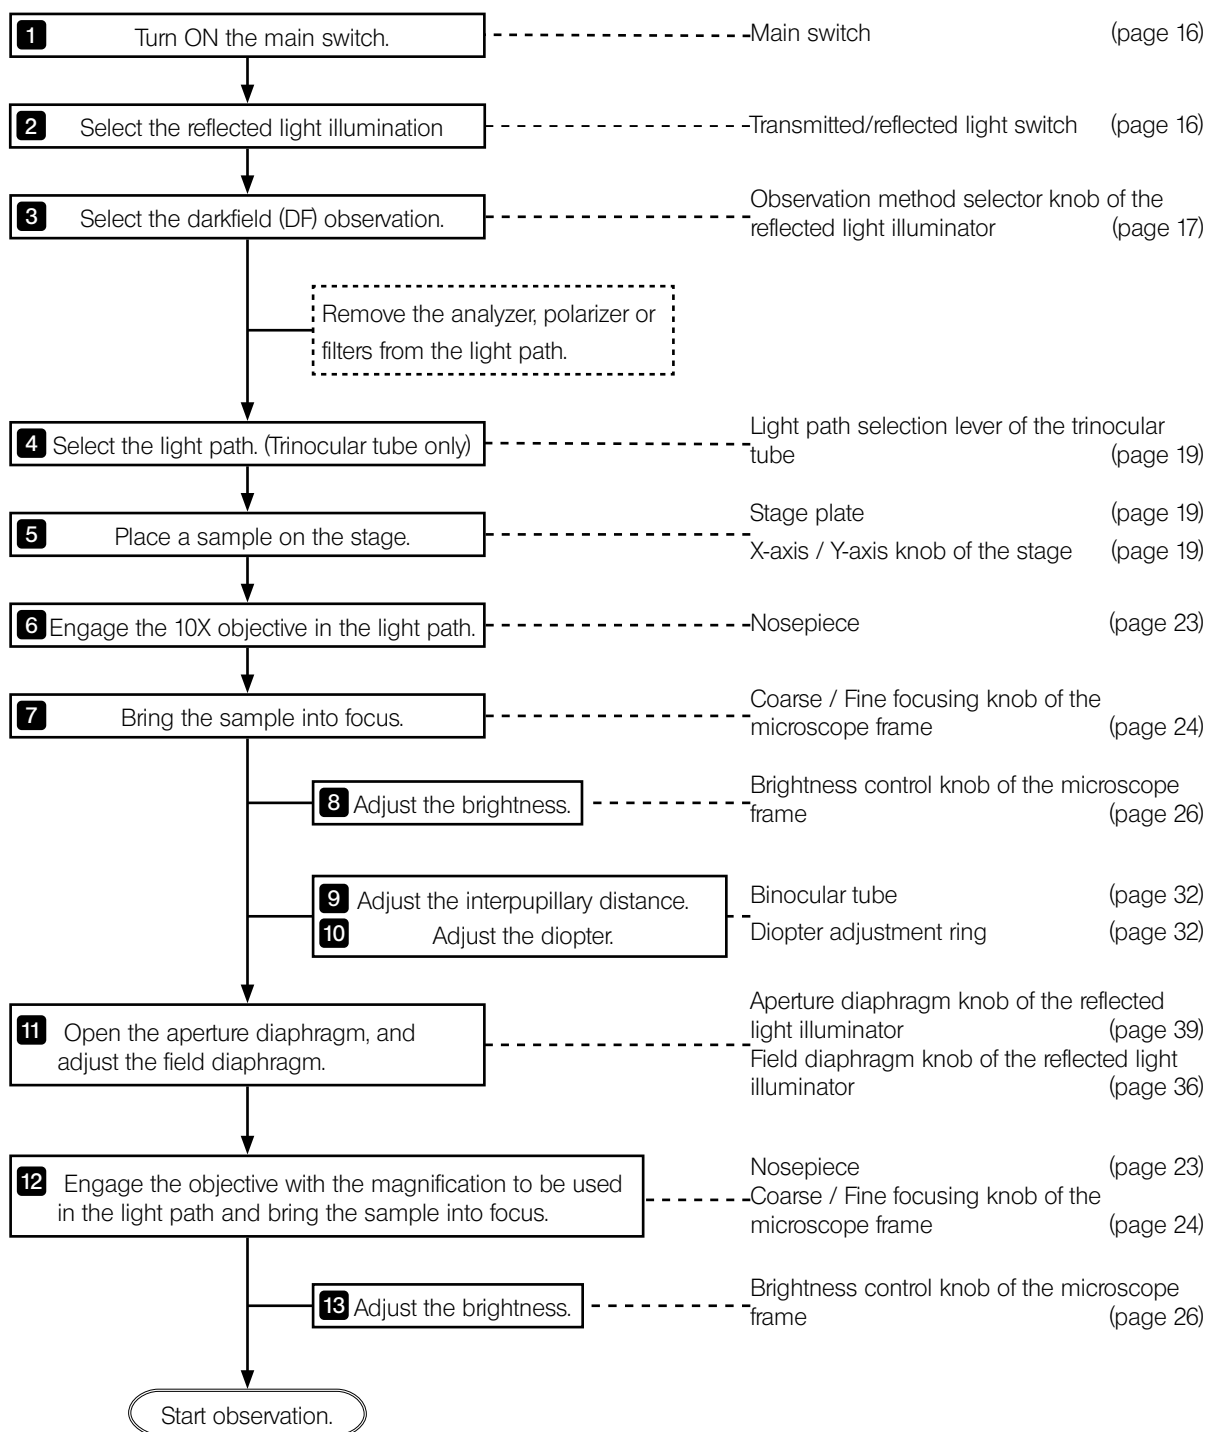 1 Turn ON the main switch.
Main switch (page 16)
2 Select the reflected light illumination
Transmitted/reflected light switch (page 16)
3 Select the darkfield (DF) observation.
Observation method selector knob of the
reflected light illuminator (page 17)
Remove the analyzer, polarizer or
filters from the light path.
4 Select the light path. (Trinocular tube only)
Light path selection lever of the trinocular
tube (page 19)
5 Place a sample on the stage.
Stage plate (page 19)
X-axis / Y-axis knob of the stage (page 19)
6 Engage the 10X objective in the light path.
Nosepiece (page 23)
7 Bring the sample into focus.
Coarse / Fine focusing knob of the
microscope frame (page 24)
8 Adjust the brightness.
Brightness control knob of the microscope
frame (page 26)
9 Adjust the interpupillary distance.
10 Adjust the diopter.
Binocular tube (page 32)
Diopter adjustment ring (page 32)
11 Open the aperture diaphragm, and
adjust the field diaphragm.
Aperture diaphragm knob of the reflected
light illuminator (page 39)
Field diaphragm knob of the reflected light
illuminator (page 36)
12 Engage the objective with the magnification to be used
in the light path and bring the sample into focus.
Nosepiece (page 23)
Coarse / Fine focusing knob of the
microscope frame (page 24)
13 Adjust the brightness.
Brightness control knob of the microscope
frame (page 26)
Start observation.